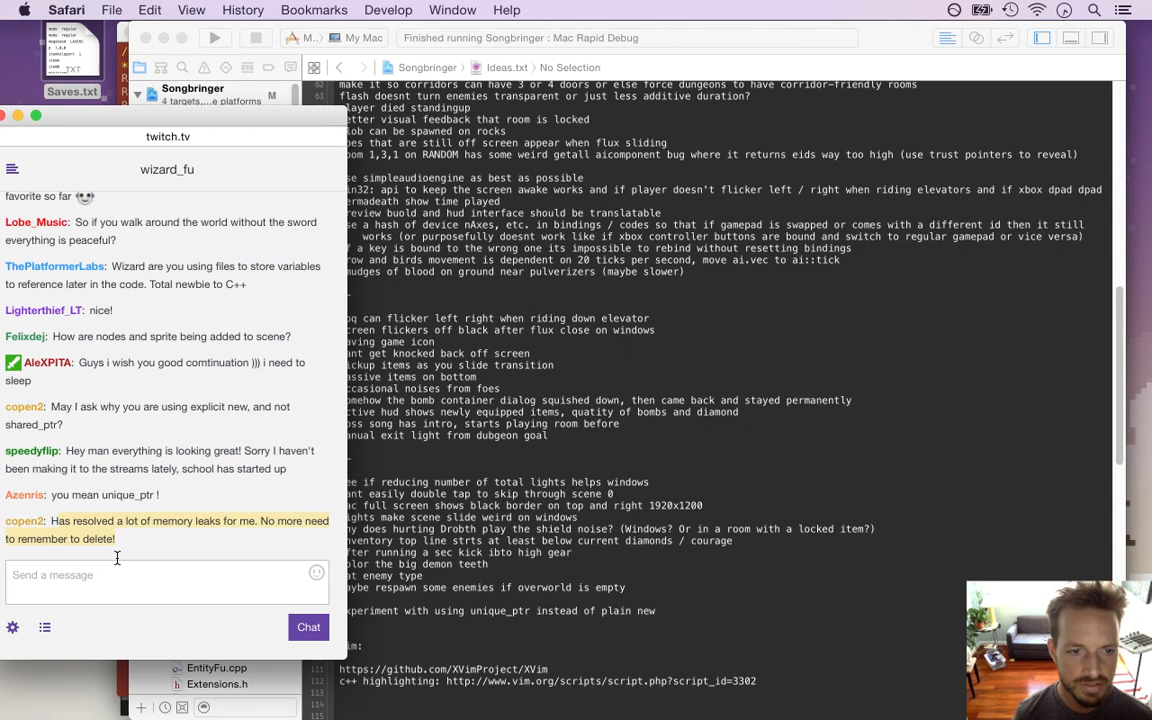 Safari File Edit View History Bookmarks Develop Window Help
TXT
Saves.txt
M... My Mac
Finished running Songbringer : Mac Rapid Debug
Songbringer M
4 targets,...e platforms
Songbringer Ideas.txt No Selection
twitch.tv
wizard_fu
favorite so far
Lobe_Music: So if you walk around the world without the sword
everything is peaceful?
ThePlatformerLabs: Wizard are you using files to store variables
to reference later in the code. Total newbie to C++
Lighterthief_LT: nice!
Felixdej: How are nodes and sprite being added to scene?
AleXPITA: Guys i wish you good comtinuation ))) i need to
sleep
copen2: May I ask why you are using explicit new, and not
shared_ptr?
speedyflip: Hey man everything is looking great! Sorry I haven't
been making it to the streams lately, school has started up
Azenris: you mean unique_ptr !
copen2: Has resolved a lot of memory leaks for me. No more need
to remember to delete!
Send a message
Chat
62 make it so corridors can have 3 or 4 doors or else force dungeons to have corridor-friendly rooms
63 flash doesnt turn enemies transparent or just less additive duration?
layer died standingup
etter visual feedback that room is locked
lob can be spawned on rocks
oes that are still off screen appear when flux sliding
oom 1,3,1 on RANDOM has some weird getall aicomponent bug where it returns eids way too high (use trust pointers to reveal)
se simpleaudioengine as best as possible
in32: api to keep the screen awake works and if player doesn't flicker left / right when riding elevators and if xbox dpad dpad
ermadeath show time played
review buold and hud interface should be translatable
se a hash of device nAxes, etc. in bindings / codes so that if gamepad is swapped or comes with a different id then it still
works (or purposefully doesnt work like if xbox controller buttons are bound and switch to regular gamepad or vice versa)
f a key is bound to the wrong one its impossible to rebind without resetting bindings
row and birds movement is dependent on 20 ticks per second, move ai.vec to ai::tick
mudges of blood on ground near pulverizers (maybe slower)
oq can flicker left right when riding down elevator
creen flickers off black after flux close on windows
aving game icon
ant get knocked back off screen
ickup items as you slide transition
assive items on bottom
ccasional noises from foes
omehow the bomb container dialog squished down, then came back and stayed permanently
ctive hud shows newly equipped items, quatity of bombs and diamond
oss song has intro, starts playing room before
anual exit light from dubgeon goal
ee if reducing number of total lights helps windows
ant easily double tap to skip through scene 0
ac full screen shows black border on top and right 1920x1200
ights make scene slide weird on windows
hy does hurting Drobth play the shield noise? (Windows? Or in a room with a locked item?)
nventory top line strts at least below current diamonds / courage
fter running a sec kick ibto high gear
olor the big demon teeth
at enemy type
aybe respawn some enemies if overworld is empty
xperiment with using unique_ptr instead of plain new
im:
111 https://github.com/XVimProject/XVim
112 c++ highlighting: http://www.vim.org/scripts/script.php?script_id=3302
113
114
115
EntityFu.cpp
Extensions.h